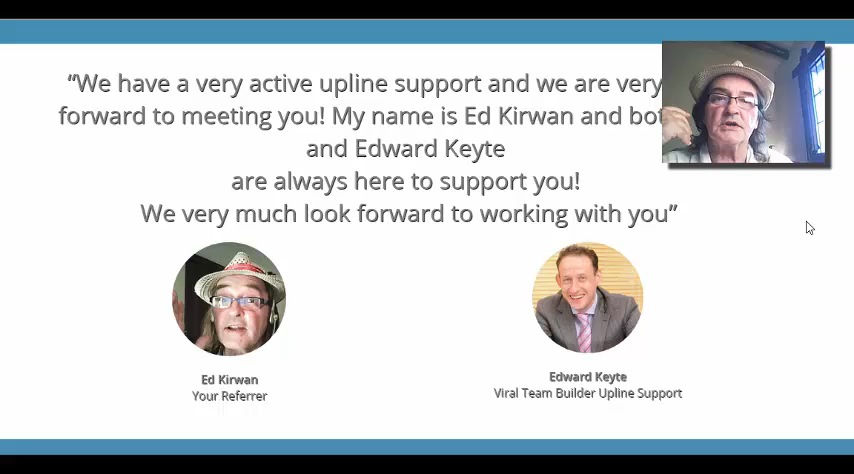 “We have a very active upline support and we are very
forward to meeting you! My name is Ed Kirwan and
and Edward Keyte
are always here to support you!
We very much look forward to working with you”
Ed Kirwan
Your Referrer
Edward Keyte
Viral Team Builder Upline Support